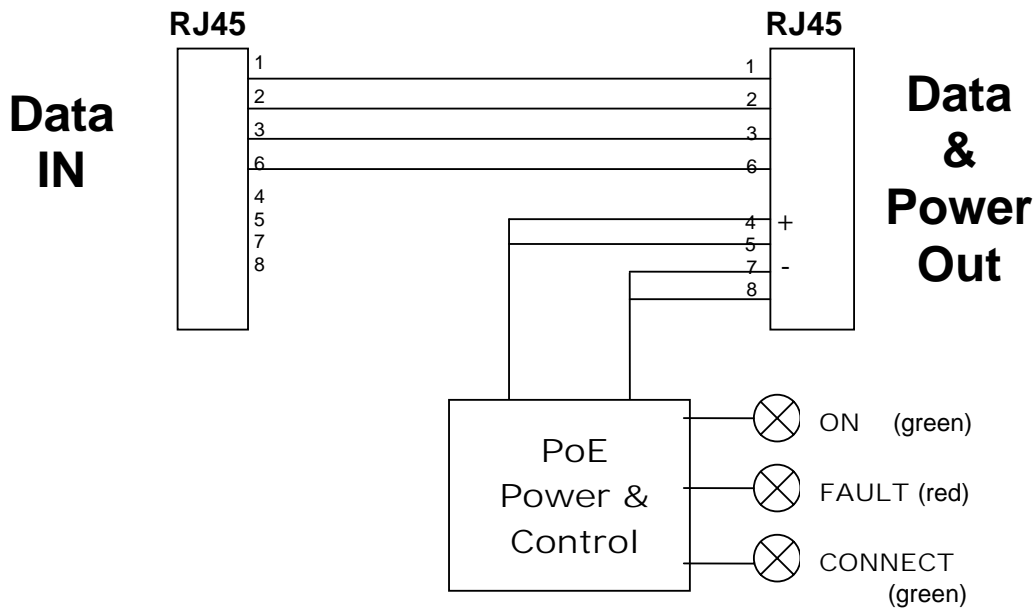 RJ45
RJ45
Data
IN
1
2
3
6
4
5
7
8
1
2
3
6
4 +
5
7 -
8
Data
&
Power
Out
PoE
Power &
Control
ON (green)
FAULT (red)
CONNECT
(green)